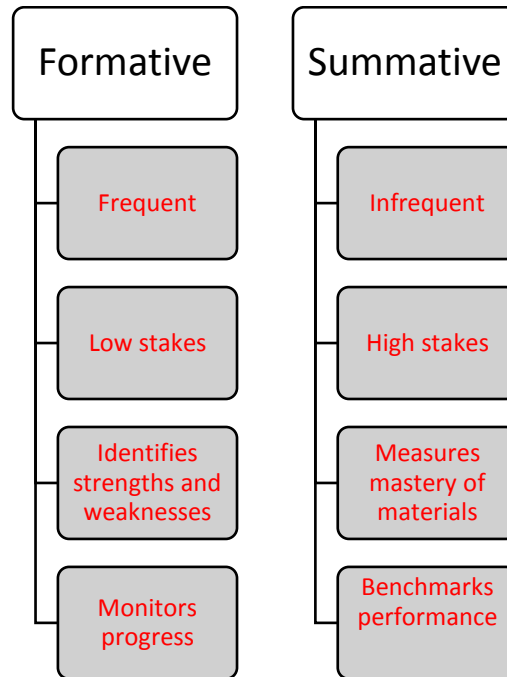 Formative
Frequent
Low stakes
Identifies
strengths and
weaknesses
Monitors
progress
Summative
Infrequent
High stakes
Measures
mastery of
materials
Benchmarks
performance